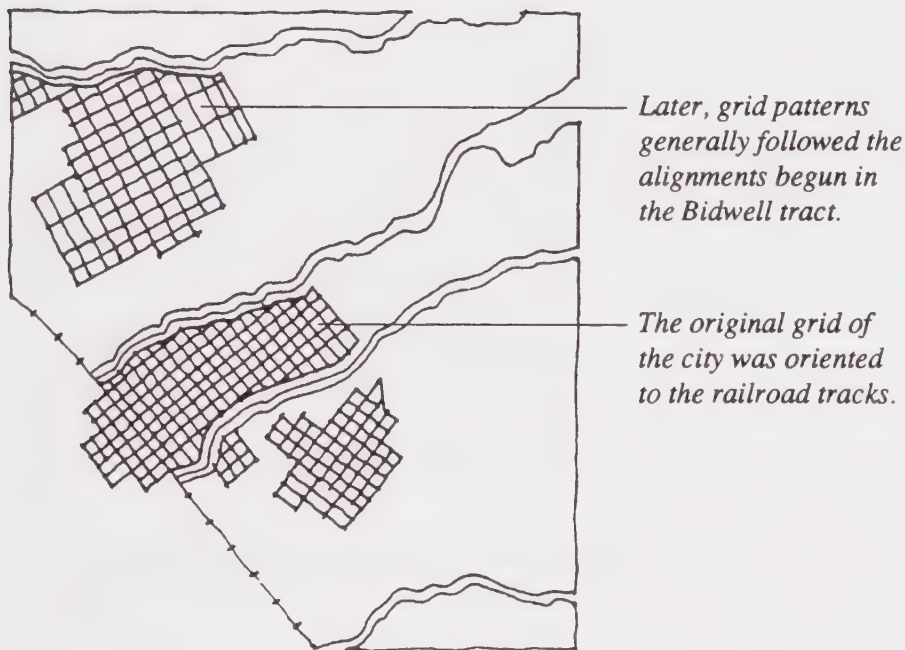 Later, grid patterns
generally followed the
alignments begun in
the Bidwell tract.
The original grid of
the city was oriented
to the railroad tracks.